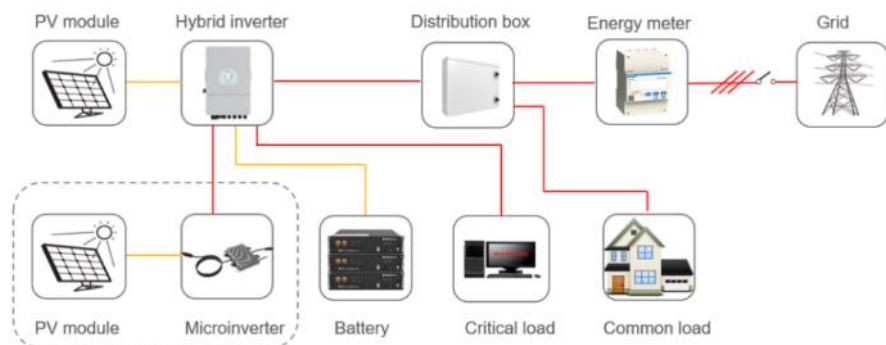 PV module
Hybrid inverter
Distribution box
Energy meter
Grid
PV module
Microinverter
Battery
Critical load
Common load